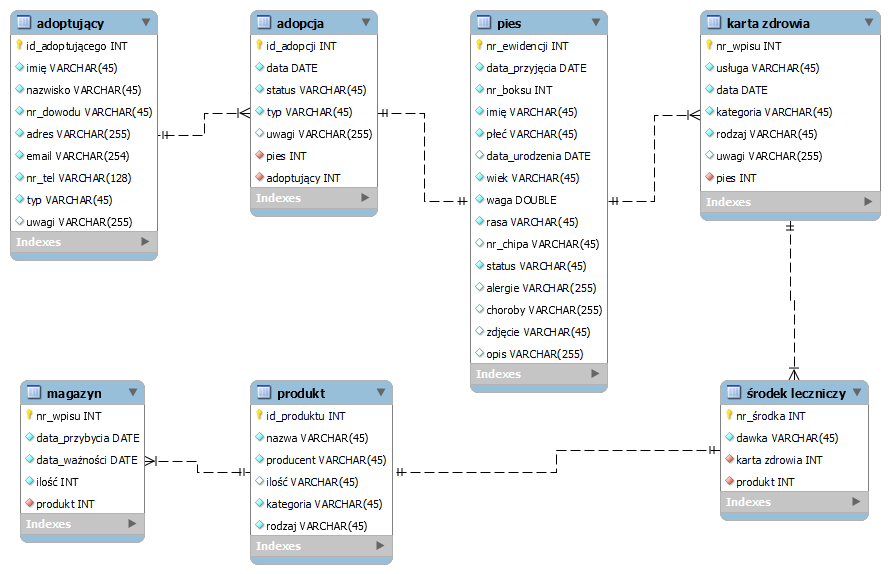 adoptujący
id_adoptującego INT
imię VARCHAR(45)
nazwisko VARCHAR(45)
nr_dowodu VARCHAR(45)
adres VARCHAR(255)
email VARCHAR(254)
nr_tel VARCHAR(128)
typ VARCHAR(45)
uwagi VARCHAR(255)
Indexes
adopcja
id_adopcji INT
data DATE
status VARCHAR(45)
typ VARCHAR(45)
uwagi VARCHAR(255)
pies INT
adoptujący INT
Indexes
pies
nr_ewidencji INT
data_przyjęcia DATE
nr_boksu INT
imię VARCHAR(45)
płeć VARCHAR(45)
data_urodzenia DATE
wiek VARCHAR(45)
waga DOUBLE
rasa VARCHAR(45)
nr_chipa VARCHAR(45)
status VARCHAR(45)
alergie VARCHAR(255)
choroby VARCHAR(255)
zdjęcie VARCHAR(45)
opis VARCHAR(255)
Indexes
karta zdrowia
nr_wpisu INT
usługa VARCHAR(45)
data DATE
kategoria VARCHAR(45)
rodzaj VARCHAR(45)
uwagi VARCHAR(255)
pies INT
Indexes
magazyn
nr_wpisu INT
data_przybycia DATE
data_ważności DATE
ilość INT
produkt INT
Indexes
produkt
id_produktu INT
nazwa VARCHAR(45)
producent VARCHAR(45)
ilość VARCHAR(45)
kategoria VARCHAR(45)
rodzaj VARCHAR(45)
Indexes
środek leczniczy
nr_środka INT
dawka VARCHAR(45)
karta zdrowia INT
produkt INT
Indexes